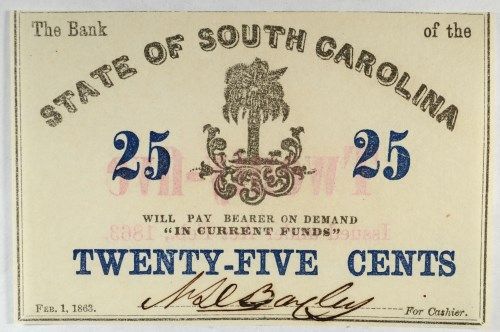 The Bank of the
STATE OF SOUTH CAROLINA
25 25
WILL PAY BEARER ON DEMAND
"IN CURRENT FUNDS"
TWENTY-FIVE CENTS
FEB. 1, 1863. For Cashier.